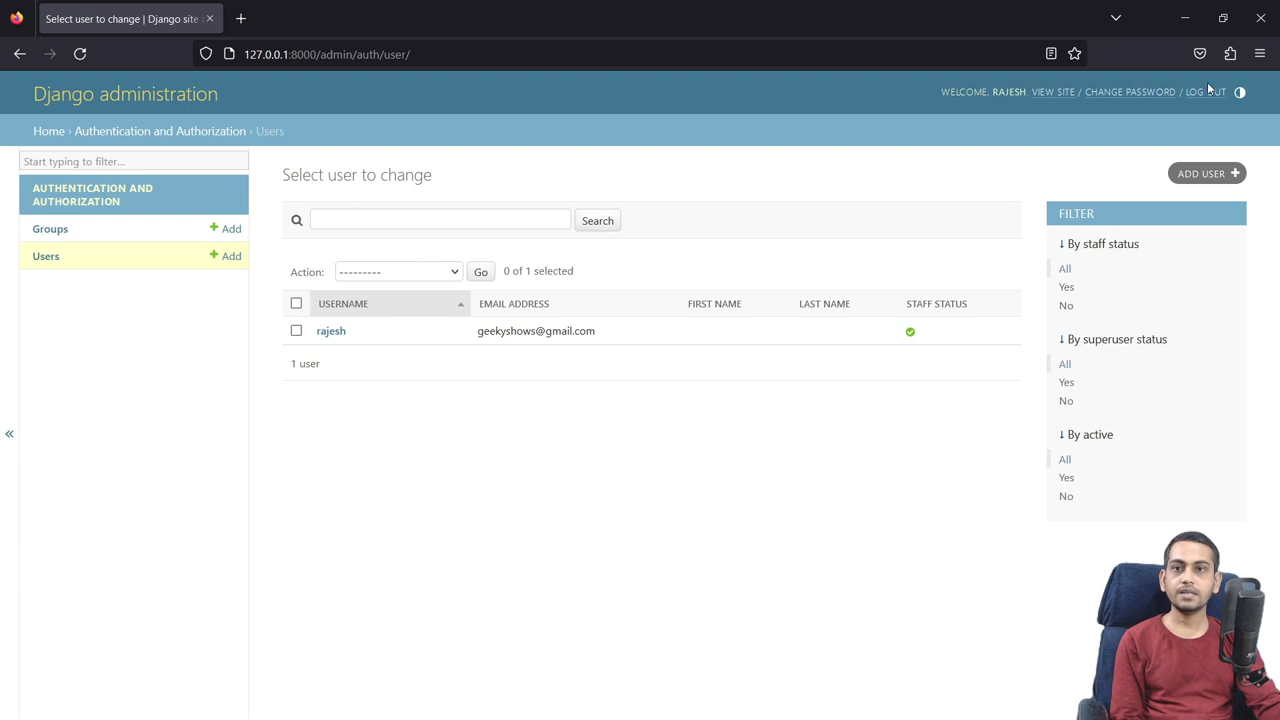 Select user to change | Django site
127.0.0.1:8000/admin/auth/user/
Django administration
WELCOME, RAJESH. VIEW SITE / CHANGE PASSWORD / LOG OUT
Home › Authentication and Authorization › Users
Start typing to filter...
AUTHENTICATION AND
AUTHORIZATION
Groups + Add
Users + Add
«
Select user to change
ADD USER +
Search
Action: --------- Go 0 of 1 selected
USERNAME EMAIL ADDRESS FIRST NAME LAST NAME STAFF STATUS
rajesh geekyshows@gmail.com
1 user
FILTER
↓ By staff status
All
Yes
No
↓ By superuser status
All
Yes
No
↓ By active
All
Yes
No